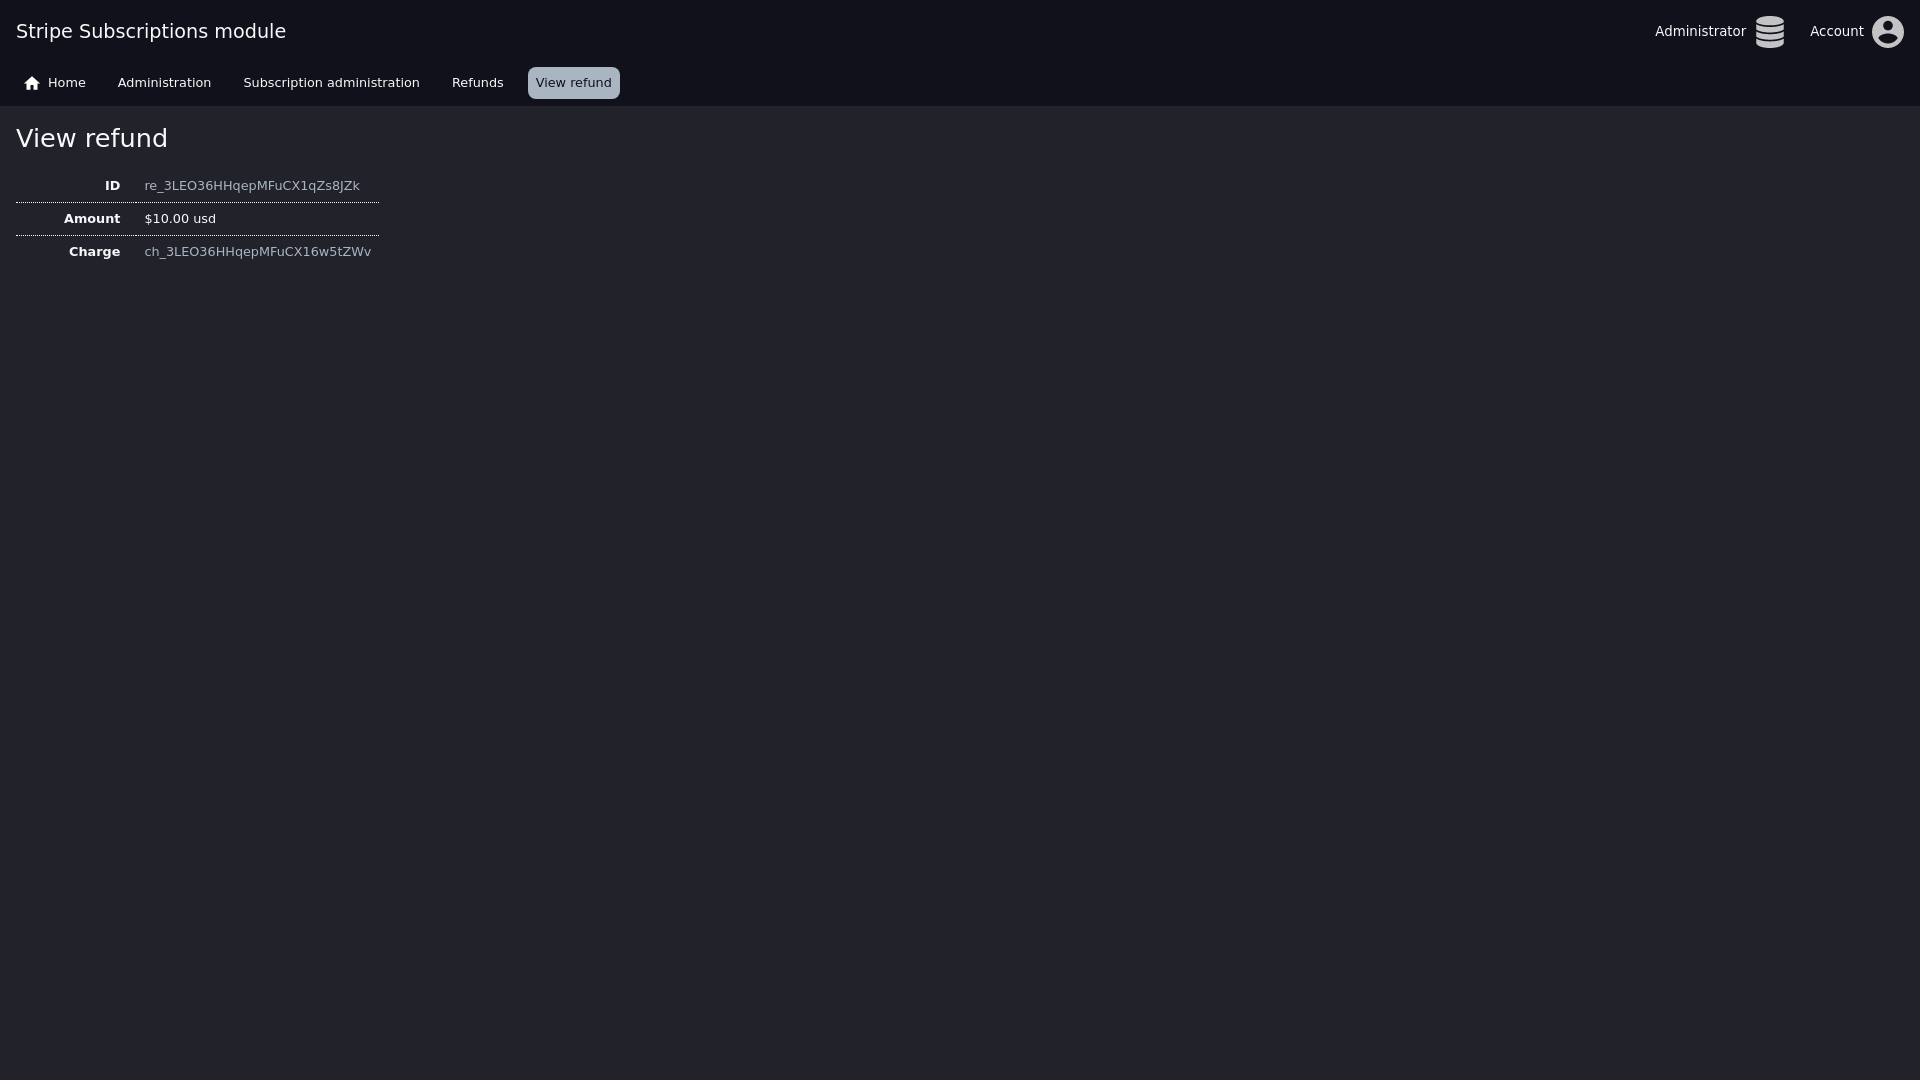 Stripe Subscriptions module
Administrator
Account
Home
Administration
Subscription administration
Refunds
View refund
View refund
ID re_3LEO36HHqepMFuCX1qZs8JZk
Amount $10.00 usd
Charge ch_3LEO36HHqepMFuCX16w5tZWv